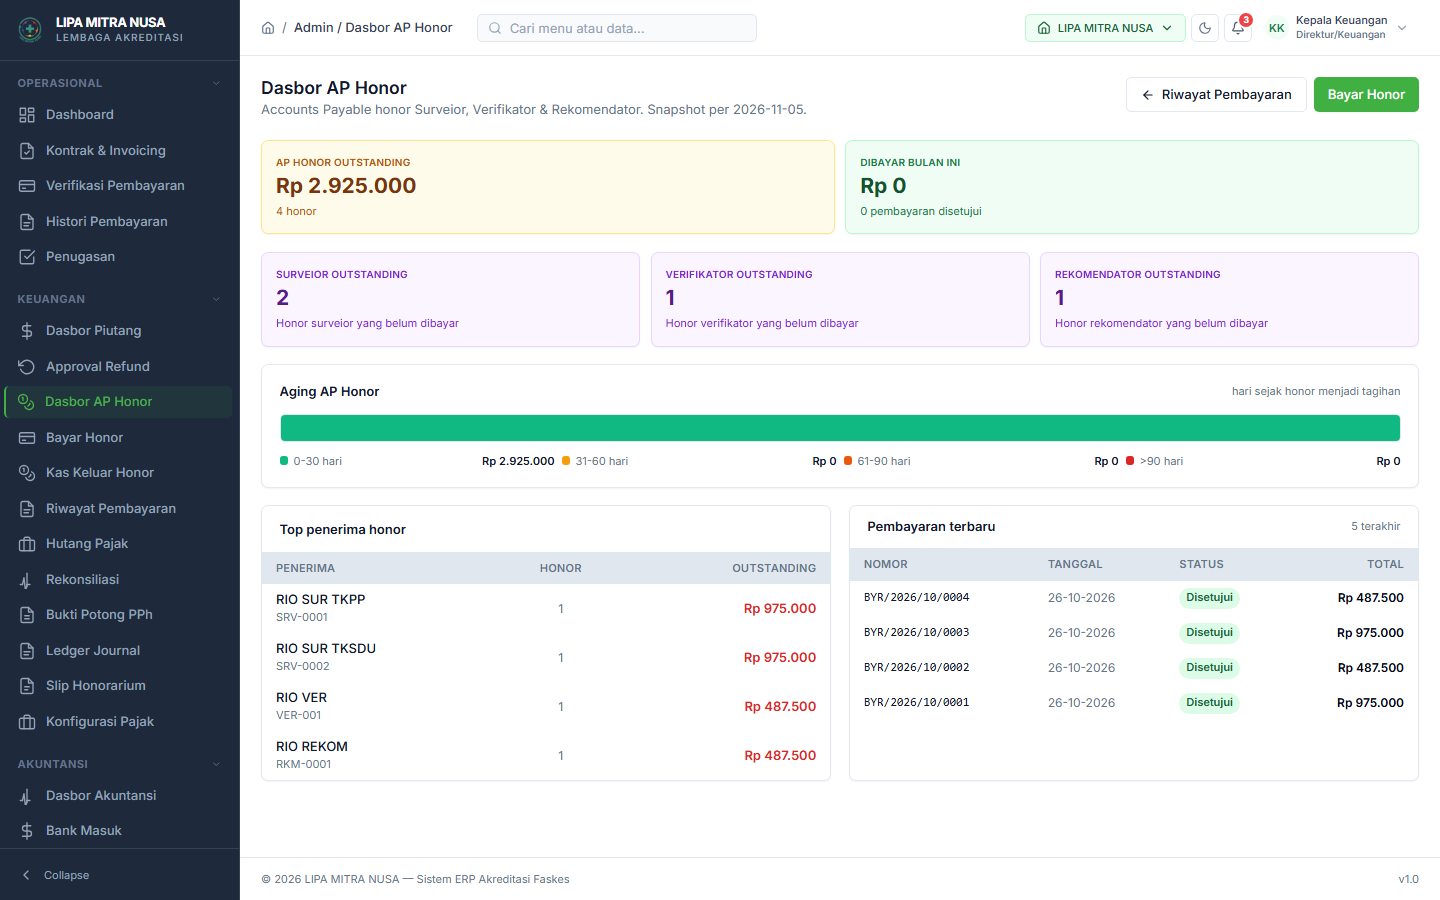 LIPA MITRA NUSA
LEMBAGA AKREDITASI
OPERASIONAL
Dashboard
Kontrak & Invoicing
Verifikasi Pembayaran
Histori Pembayaran
Penugasan
KEUANGAN
Dasbor Piutang
Approval Refund
Dasbor AP Honor
Bayar Honor
Kas Keluar Honor
Riwayat Pembayaran
Hutang Pajak
Rekonsiliasi
Bukti Potong PPh
Ledger Journal
Slip Honorarium
Konfigurasi Pajak
AKUNTANSI
Dasbor Akuntansi
Bank Masuk
Collapse
/ Admin / Dasbor AP Honor
Cari menu atau data...
LIPA MITRA NUSA
3
KK
Kepala Keuangan
Direktur/Keuangan
Dasbor AP Honor
Accounts Payable honor Surveior, Verifikator & Rekomendator. Snapshot per 2026-11-05.
← Riwayat Pembayaran
Bayar Honor
AP HONOR OUTSTANDING
Rp 2.925.000
4 honor
DIBAYAR BULAN INI
Rp 0
0 pembayaran disetujui
SURVEIOR OUTSTANDING
2
Honor surveior yang belum dibayar
VERIFIKATOR OUTSTANDING
1
Honor verifikator yang belum dibayar
REKOMENDATOR OUTSTANDING
1
Honor rekomendator yang belum dibayar
Aging AP Honor
hari sejak honor menjadi tagihan
0-30 hari Rp 2.925.000 31-60 hari Rp 0 61-90 hari Rp 0 >90 hari Rp 0
Top penerima honor
PENERIMA HONOR OUTSTANDING
RIO SUR TKPP 1 Rp 975.000
SRV-0001
RIO SUR TKSDU 1 Rp 975.000
SRV-0002
RIO VER 1 Rp 487.500
VER-001
RIO REKOM 1 Rp 487.500
RKM-0001
Pembayaran terbaru 5 terakhir
NOMOR TANGGAL STATUS TOTAL
BYR/2026/10/0004 26-10-2026 Disetujui Rp 487.500
BYR/2026/10/0003 26-10-2026 Disetujui Rp 975.000
BYR/2026/10/0002 26-10-2026 Disetujui Rp 487.500
BYR/2026/10/0001 26-10-2026 Disetujui Rp 975.000
© 2026 LIPA MITRA NUSA — Sistem ERP Akreditasi Faskes
v1.0